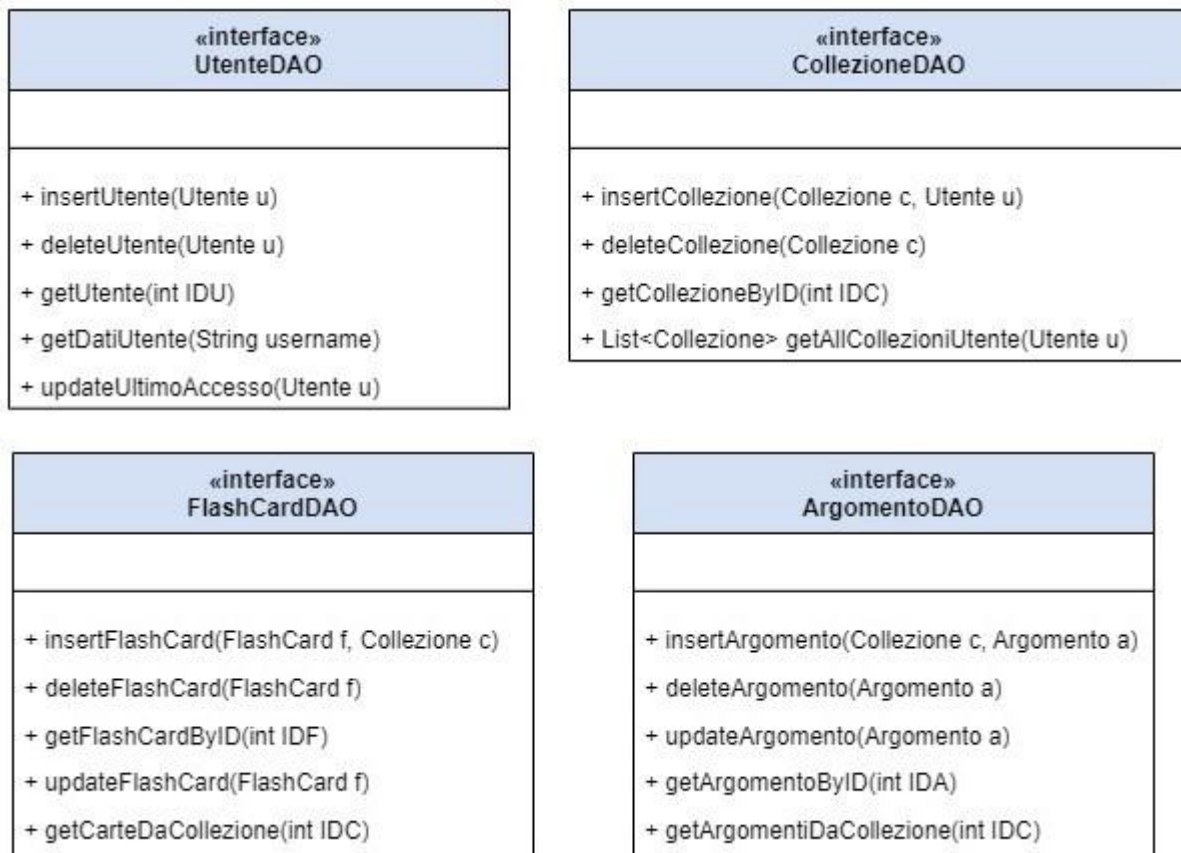 «interface»
UtenteDAO
+ insertUtente(Utente u)
+ deleteUtente(Utente u)
+ getUtente(int IDU)
+ getDatiUtente(String username)
+ updateUltimoAccesso(Utente u)
«interface»
CollezioneDAO
+ insertCollezione(Collezione c, Utente u)
+ deleteCollezione(Collezione c)
+ getCollezioneByID(int IDC)
+ List<Collezione> getAllCollezioniUtente(Utente u)
«interface»
FlashCardDAO
+ insertFlashCard(FlashCard f, Collezione c)
+ deleteFlashCard(FlashCard f)
+ getFlashCardByID(int IDF)
+ updateFlashCard(FlashCard f)
+ getCarteDaCollezione(int IDC)
«interface»
ArgomentoDAO
+ insertArgomento(Collezione c, Argomento a)
+ deleteArgomento(Argomento a)
+ updateArgomento(Argomento a)
+ getArgomentoByID(int IDA)
+ getArgomentiDaCollezione(int IDC)